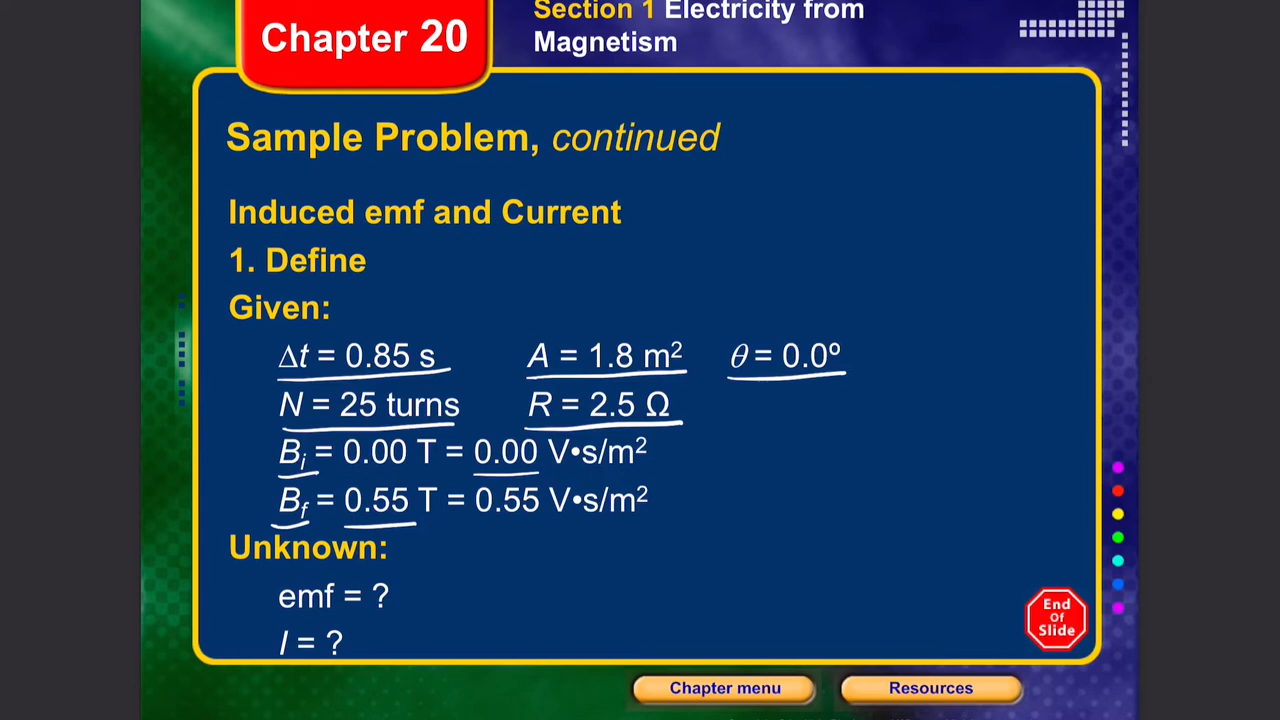 Chapter 20
Section 1 Electricity from
Magnetism
Sample Problem, continued
Induced emf and Current
1. Define
Given:
Δt = 0.85 s A = 1.8 m² θ = 0.0º
N = 25 turns R = 2.5 Ω
Bi = 0.00 T = 0.00 V•s/m²
Bf = 0.55 T = 0.55 V•s/m²
Unknown:
emf = ?
I = ?
End
Of
Slide
Chapter menu
Resources